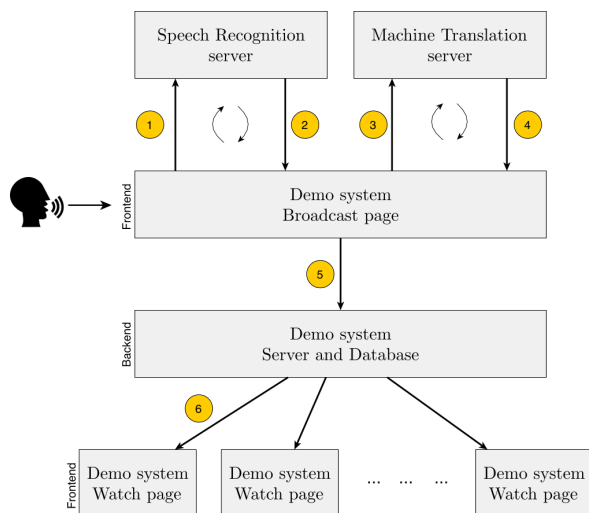 Speech Recognition
server
Machine Translation
server
1
2
3
4
Frontend
Demo system
Broadcast page
5
Backend
Demo system
Server and Database
6
Frontend
Demo system
Watch page
Demo system
Watch page
... ... ...
Demo system
Watch page